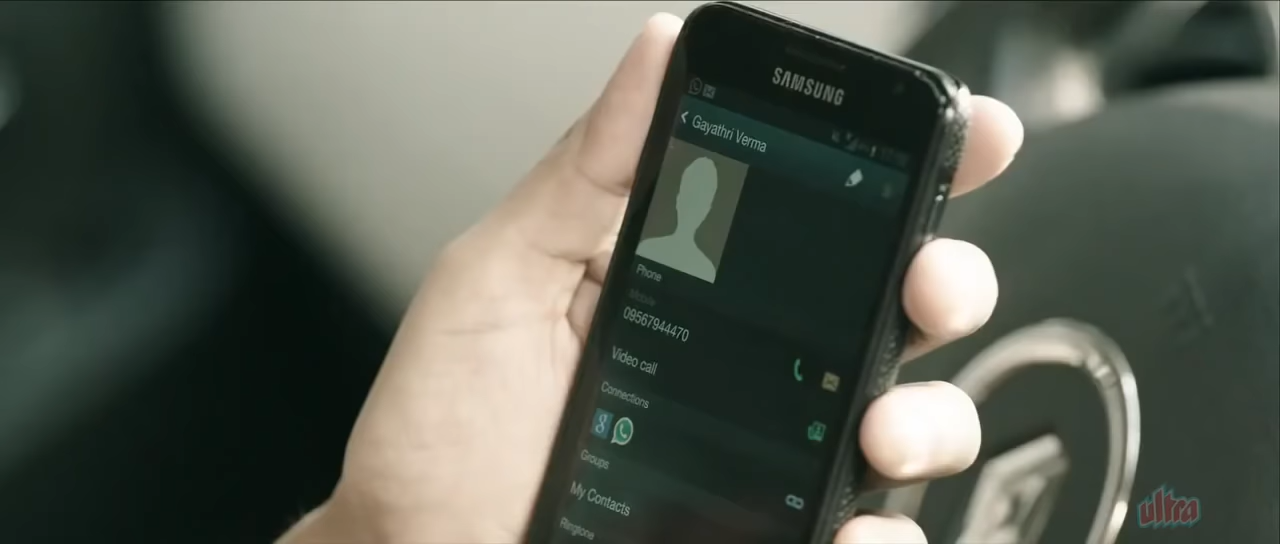 SAMSUNG
Gayathri Verma
Phone
Mobile
09567944470
Video call
Connections
Groups
My Contacts
Ringtone
ultra